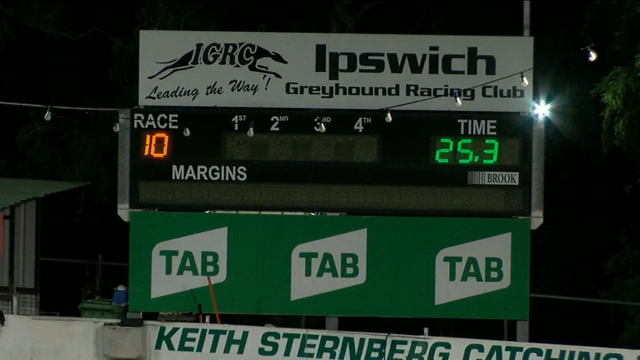 IGRC
Leading the Way!
Ipswich
Greyhound Racing Club
RACE 1ST 2ND 3RD 4TH TIME
10 25.3
MARGINS
BROOK
TAB TAB TAB
KEITH STERNBERG CATCHING